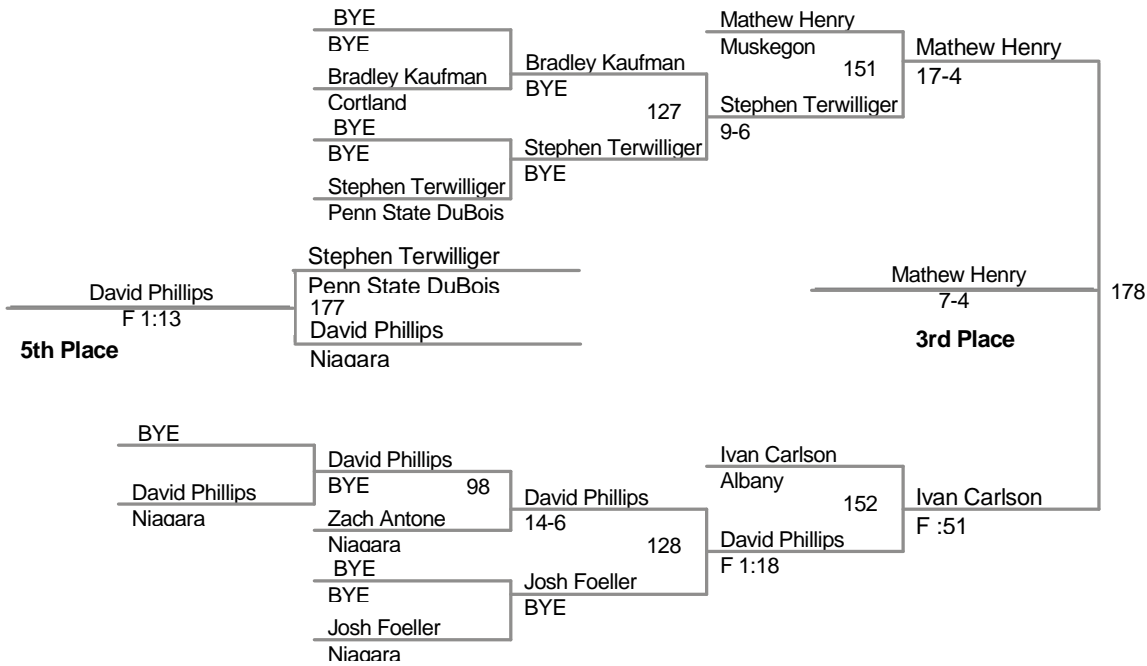 BYE
BYE
Bradley Kaufman
Cortland
BYE
BYE
Stephen Terwilliger
Penn State DuBois
Bradley Kaufman
BYE
127
Stephen Terwilliger
BYE
Mathew Henry
Muskegon
151
Stephen Terwilliger
9-6
Mathew Henry
17-4
Stephen Terwilliger
Penn State DuBois
177
David Phillips
Niagara
David Phillips
F 1:13
5th Place
Mathew Henry
7-4
3rd Place
178
BYE
David Phillips
Niagara
David Phillips
BYE
98
Zach Antone
Niagara
BYE
BYE
Josh Foeller
Niagara
David Phillips
14-6
128
Josh Foeller
BYE
Ivan Carlson
Albany
152
David Phillips
F 1:18
Ivan Carlson
F :51